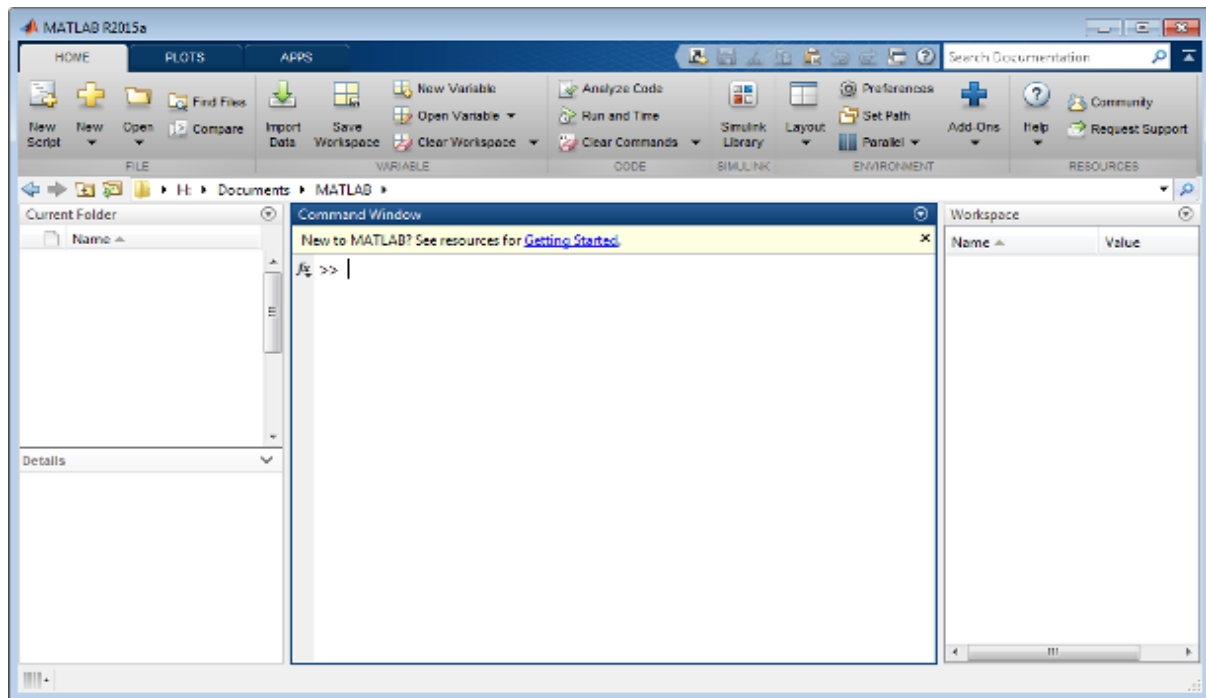 MATLAB R2015a
HOME PLOTS APPS Search Documentation
New Script New Open Find Files Compare Import Data Save Workspace New Variable Open Variable Clear Workspace Analyze Code Run and Time Clear Commands Simulink Library Layout Preferences Set Path Parallel Add-Ons Help Community Request Support
FILE VARIABLE CODE SIMULINK ENVIRONMENT RESOURCES
H: Documents MATLAB
Current Folder
Name
Details
Command Window
New to MATLAB? See resources for Getting Started.
fx >>
Workspace
Name Value